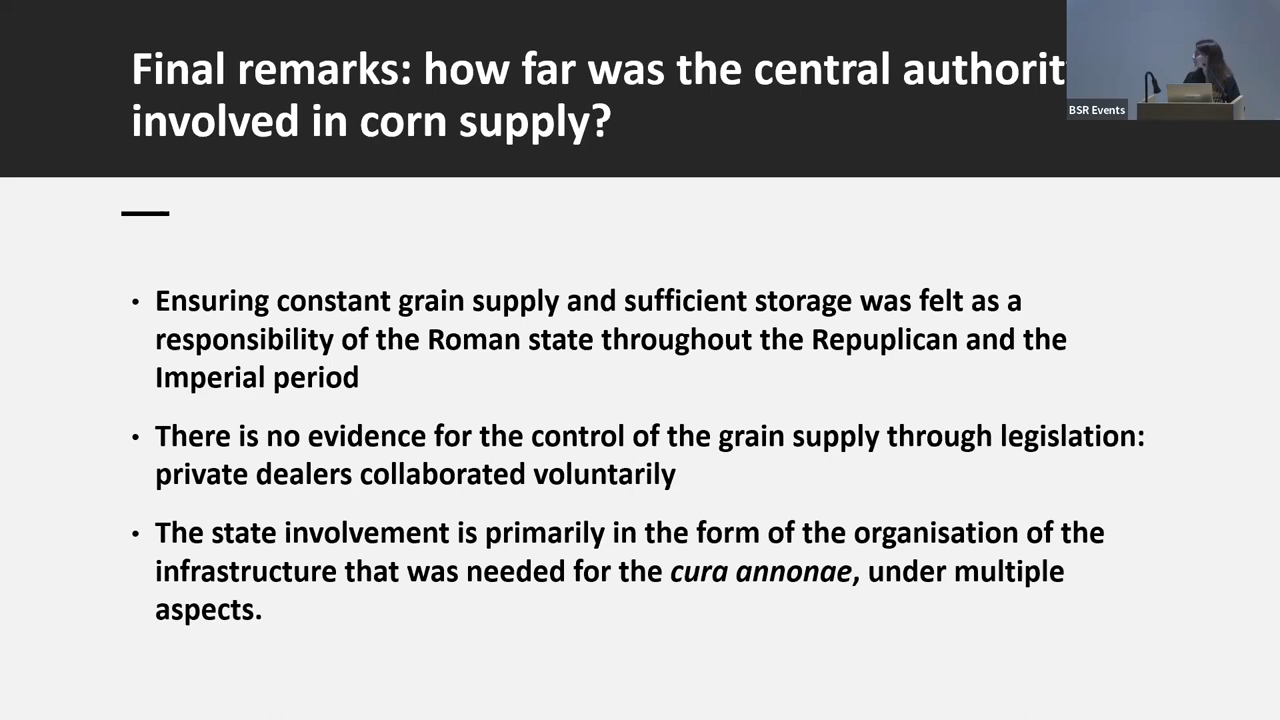 Final remarks: how far was the central authorit
involved in corn supply?
BSR Events
• Ensuring constant grain supply and sufficient storage was felt as a
responsibility of the Roman state throughout the Repuplican and the
Imperial period
• There is no evidence for the control of the grain supply through legislation:
private dealers collaborated voluntarily
• The state involvement is primarily in the form of the organisation of the
infrastructure that was needed for the cura annonae, under multiple
aspects.